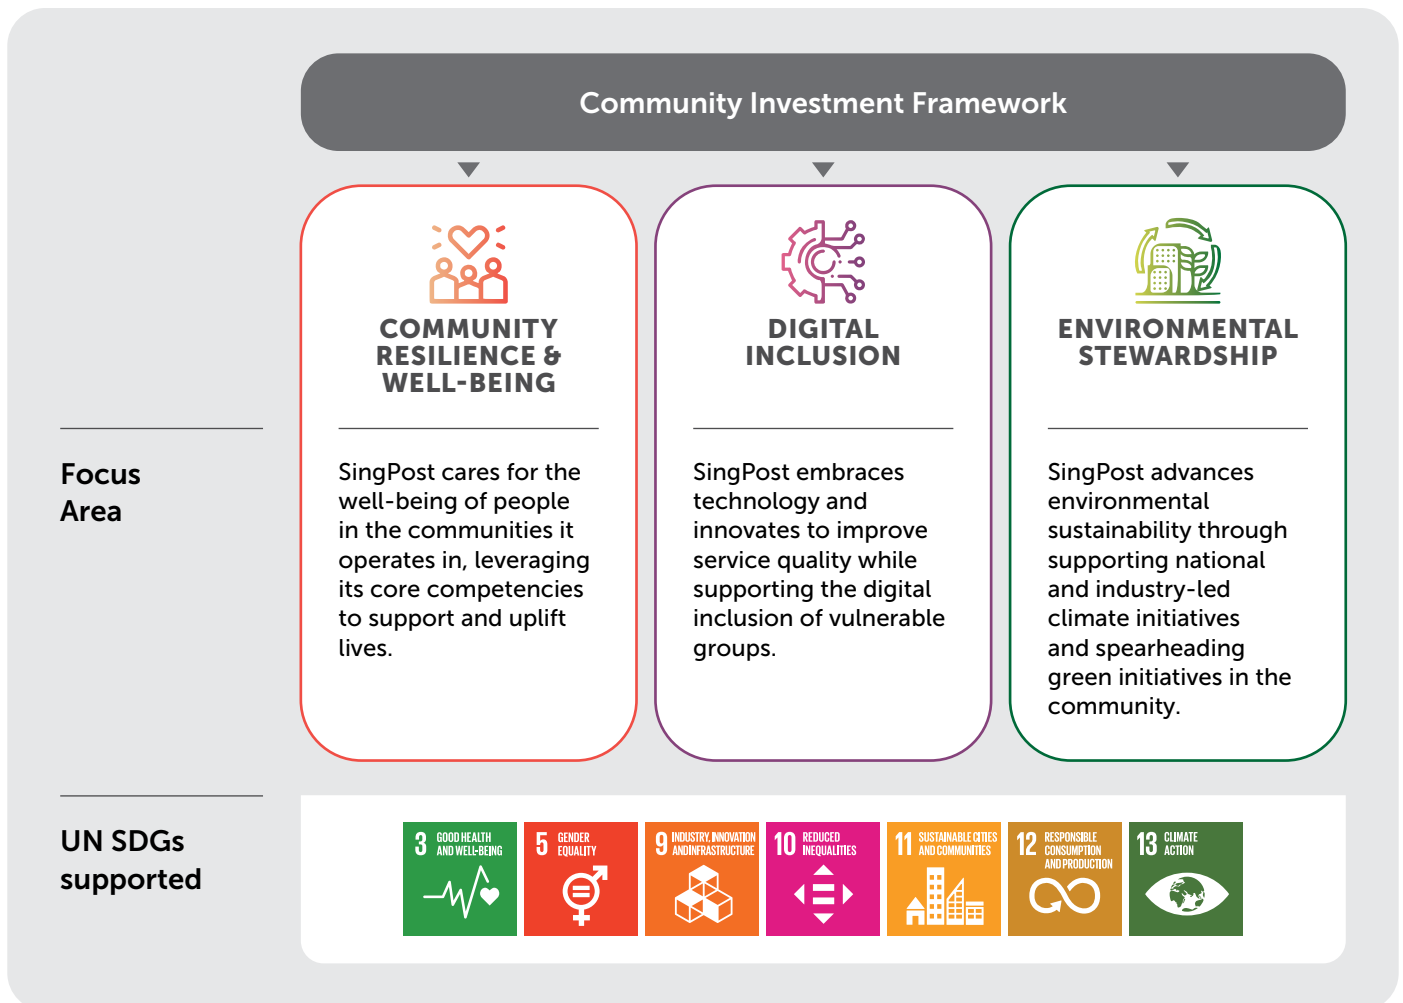 Community Investment Framework
COMMUNITY
RESILIENCE &
WELL-BEING
DIGITAL
INCLUSION
ENVIRONMENTAL
STEWARDSHIP
Focus
Area
SingPost cares for the
well-being of people
in the communities it
operates in, leveraging
its core competencies
to support and uplift
lives.
SingPost embraces
technology and
innovates to improve
service quality while
supporting the digital
inclusion of vulnerable
groups.
SingPost advances
environmental
sustainability through
supporting national
and industry-led
climate initiatives
and spearheading
green initiatives in the
community.
UN SDGs
supported
3 GOOD HEALTH
AND WELL-BEING
5 GENDER
EQUALITY
9 INDUSTRY, INNOVATION
AND INFRASTRUCTURE
10 REDUCED
INEQUALITIES
11 SUSTAINABLE CITIES
AND COMMUNITIES
12 RESPONSIBLE
CONSUMPTION
AND PRODUCTION
13 CLIMATE
ACTION